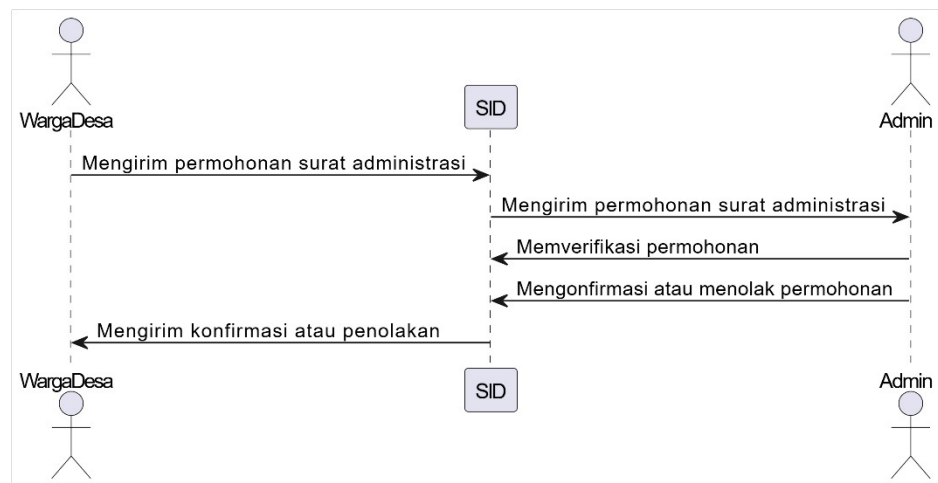 WargaDesa
SID
Admin
Mengirim permohonan surat administrasi
Mengirim permohonan surat administrasi
Memverifikasi permohonan
Mengonfirmasi atau menolak permohonan
Mengirim konfirmasi atau penolakan
WargaDesa
SID
Admin